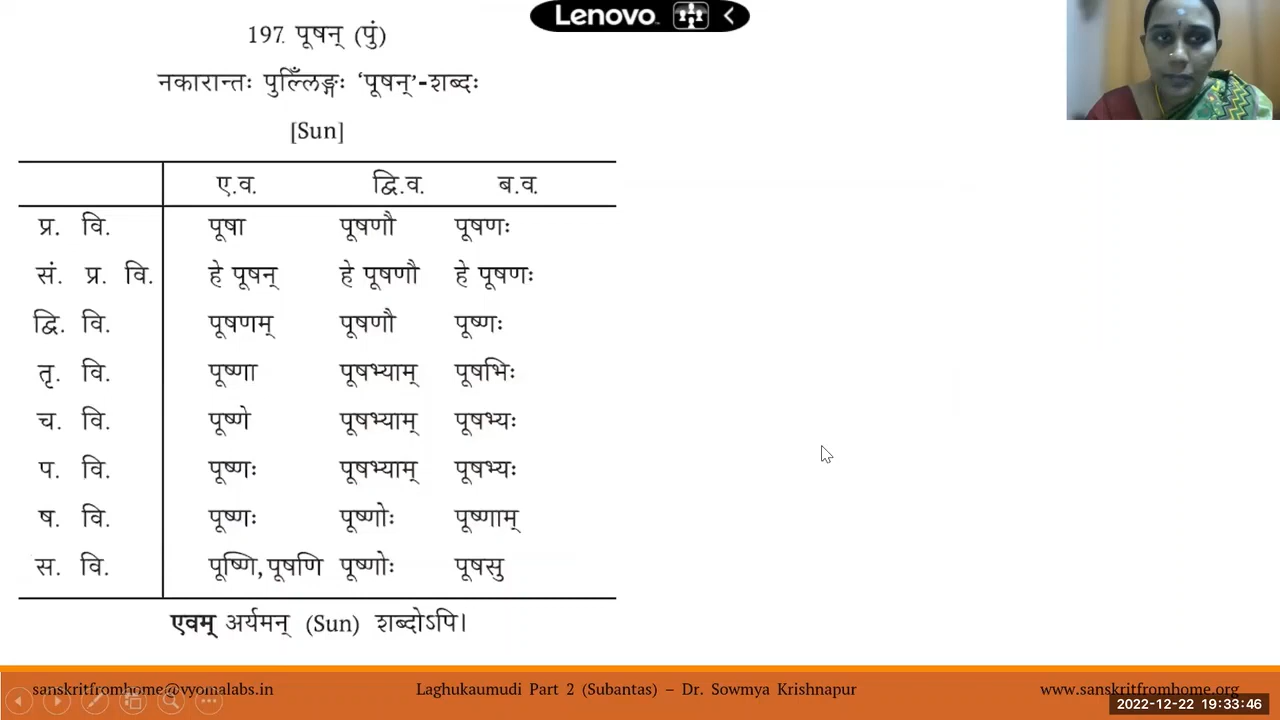 Lenovo
197. पूषन् (पुं)
नकारान्तः पुल्लिँङ्गः ‘पूषन्’-शब्दः
[Sun]
ए.व. द्वि.व. ब.व.
प्र. वि. पूषा पूषणौ पूषणः
सं. प्र. वि. हे पूषन् हे पूषणौ हे पूषणः
द्वि. वि. पूषणम् पूषणौ पूष्णः
तृ. वि. पूष्णा पूषभ्याम् पूषभिः
च. वि. पूष्णे पूषभ्याम् पूषभ्यः
प. वि. पूष्णः पूषभ्याम् पूषभ्यः
ष. वि. पूष्णः पूष्णोः पूष्णाम्
स. वि. पूष्णि, पूषणि पूष्णोः पूषसु
एवम् अर्यमन् (Sun) शब्दोऽपि।
sanskritfromhome@vyomalabs.in Laghukaumudi Part 2 (Subantas) – Dr. Sowmya Krishnapur www.sanskritfromhome.org
2022-12-22 19:33:46